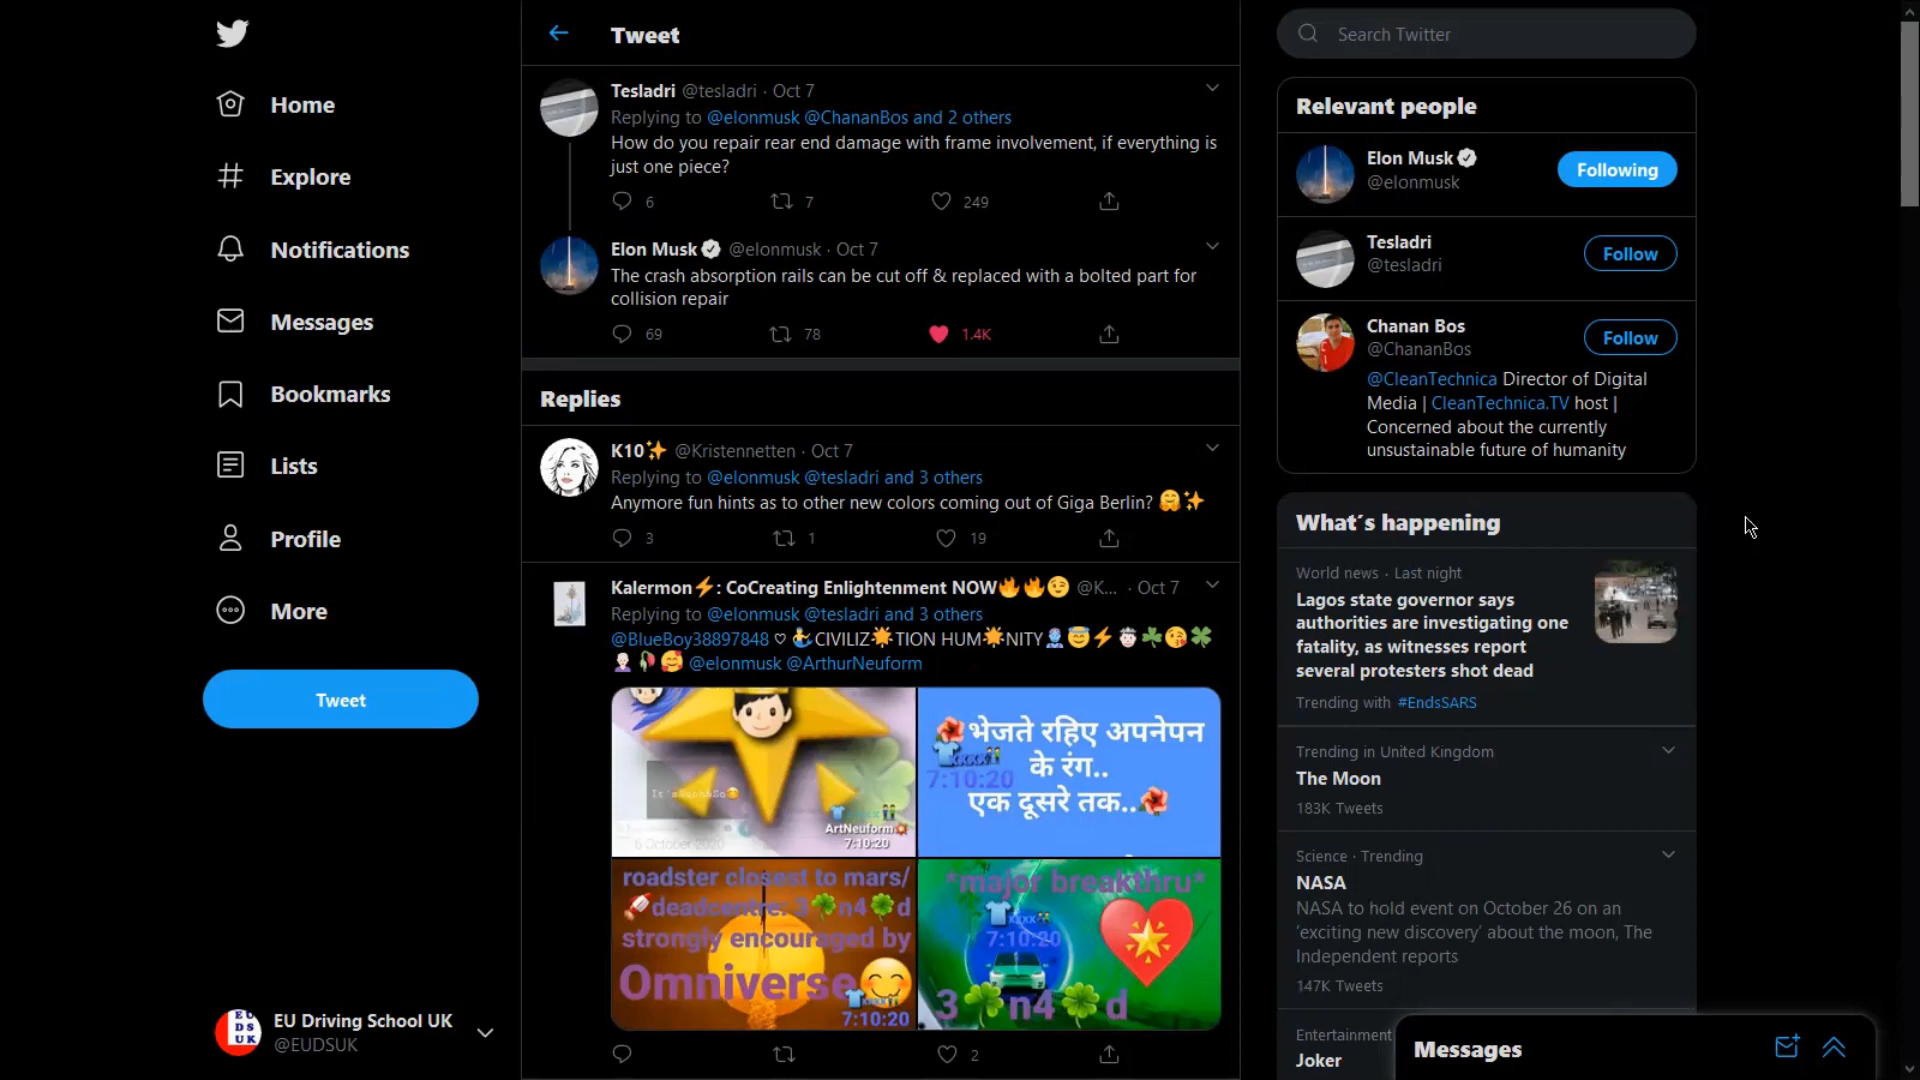 Home
Explore
Notifications
Messages
Bookmarks
Lists
Profile
More
Tweet
EU Driving School UK
@EUDSUK
Tweet
Tesladri @tesladri · Oct 7
Replying to @elonmusk @ChananBos and 2 others
How do you repair rear end damage with frame involvement, if everything is
just one piece?
6 7 249
Elon Musk @elonmusk · Oct 7
The crash absorption rails can be cut off & replaced with a bolted part for
collision repair
69 78 1.4K
Replies
K10✨ @Kristennetten · Oct 7
Replying to @elonmusk @tesladri and 3 others
Anymore fun hints as to other new colors coming out of Giga Berlin? 🤗✨
3 1 19
Kalermon⚡: CoCreating Enlightenment NOW🔥🔥😉 @K... · Oct 7
Replying to @elonmusk @tesladri and 3 others
@BlueBoy38897848 ♡ CIVILIZ🌟TION HUM🌟NITY
@elonmusk @ArthurNeuform
ArtNeuform
7:10:20
6 October 2020
भेजते रहिए अपनेपन
के रंग..
एक दूसरे तक..
7:10:20
roadster closest to mars/
deadcentre: 3🍀n4🍀d
strongly encouraged by
Omniverse
7:10:20
*major breakthru*
7:10:20
3🍀n4🍀d
2
Search Twitter
Relevant people
Elon Musk
@elonmusk
Following
Tesladri
@tesladri
Follow
Chanan Bos
@ChananBos
Follow
@CleanTechnica Director of Digital
Media | CleanTechnica.TV host |
Concerned about the currently
unsustainable future of humanity
What´s happening
World news · Last night
Lagos state governor says
authorities are investigating one
fatality, as witnesses report
several protesters shot dead
Trending with #EndsSARS
Trending in United Kingdom
The Moon
183K Tweets
Science · Trending
NASA
NASA to hold event on October 26 on an
‘exciting new discovery’ about the moon, The
Independent reports
147K Tweets
Entertainment
Joker
Messages